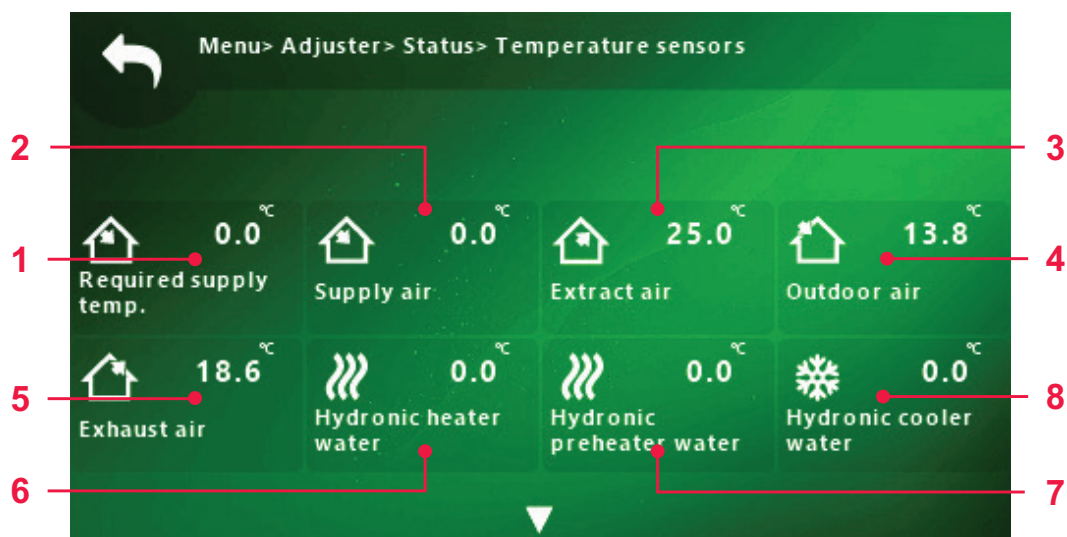 Menu> Adjuster> Status> Temperature sensors
2
3
0.0 °C
0.0 °C
25.0 °C
13.8 °C
1
4
Required supply
temp.
Supply air
Extract air
Outdoor air
18.6 °C
0.0 °C
0.0 °C
0.0 °C
5
8
Exhaust air
Hydronic heater
water
Hydronic
preheater water
Hydronic cooler
water
6
7